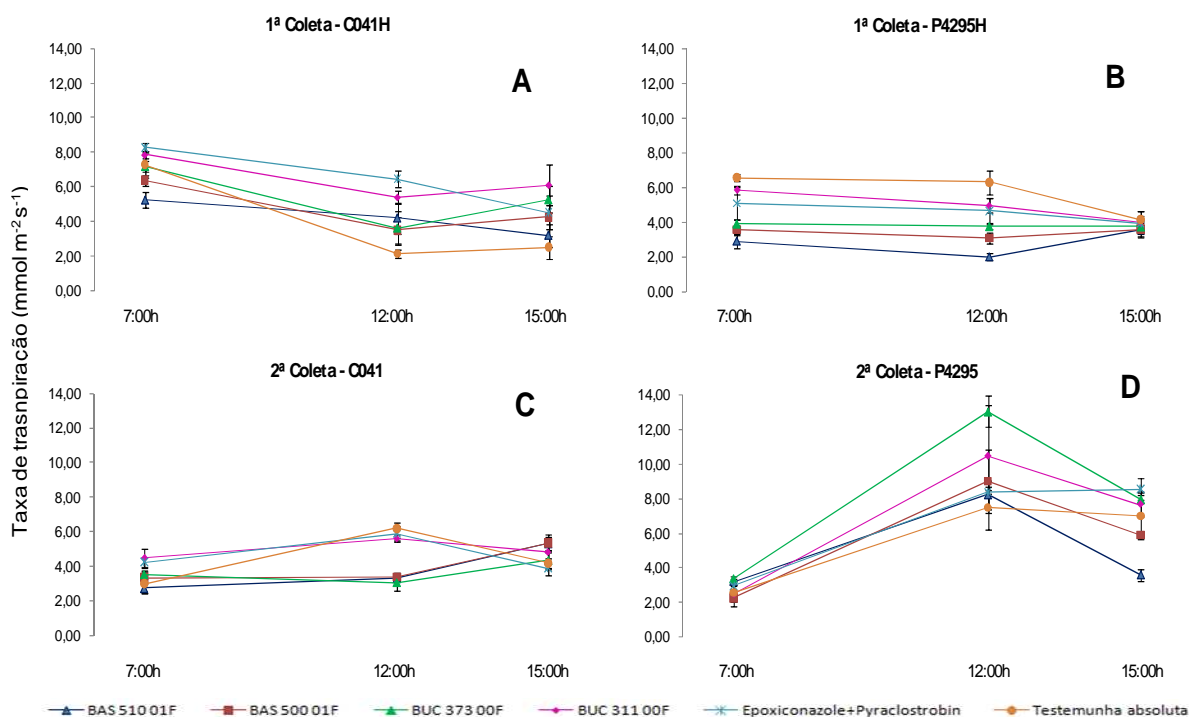 Taxa de trasnpiração (mmol m-2s-1)
1ª Coleta - C041H
A
14,00
12,00
10,00
8,00
6,00
4,00
2,00
0,00
7:00h 12:00h 15:00h
1ª Coleta - P4295H
B
14,00
12,00
10,00
8,00
6,00
4,00
2,00
0,00
7:00h 12:00h 15:00h
2ª Coleta - C041
C
14,00
12,00
10,00
8,00
6,00
4,00
2,00
0,00
7:00h 12:00h 15:00h
2ª Coleta - P4295
D
14,00
12,00
10,00
8,00
6,00
4,00
2,00
0,00
7:00h 12:00h 15:00h
BAS 510 01F BAS 500 01F BUC 373 00F BUC 311 00F Epoxiconazole+Pyraclostrobin Testemunha absoluta